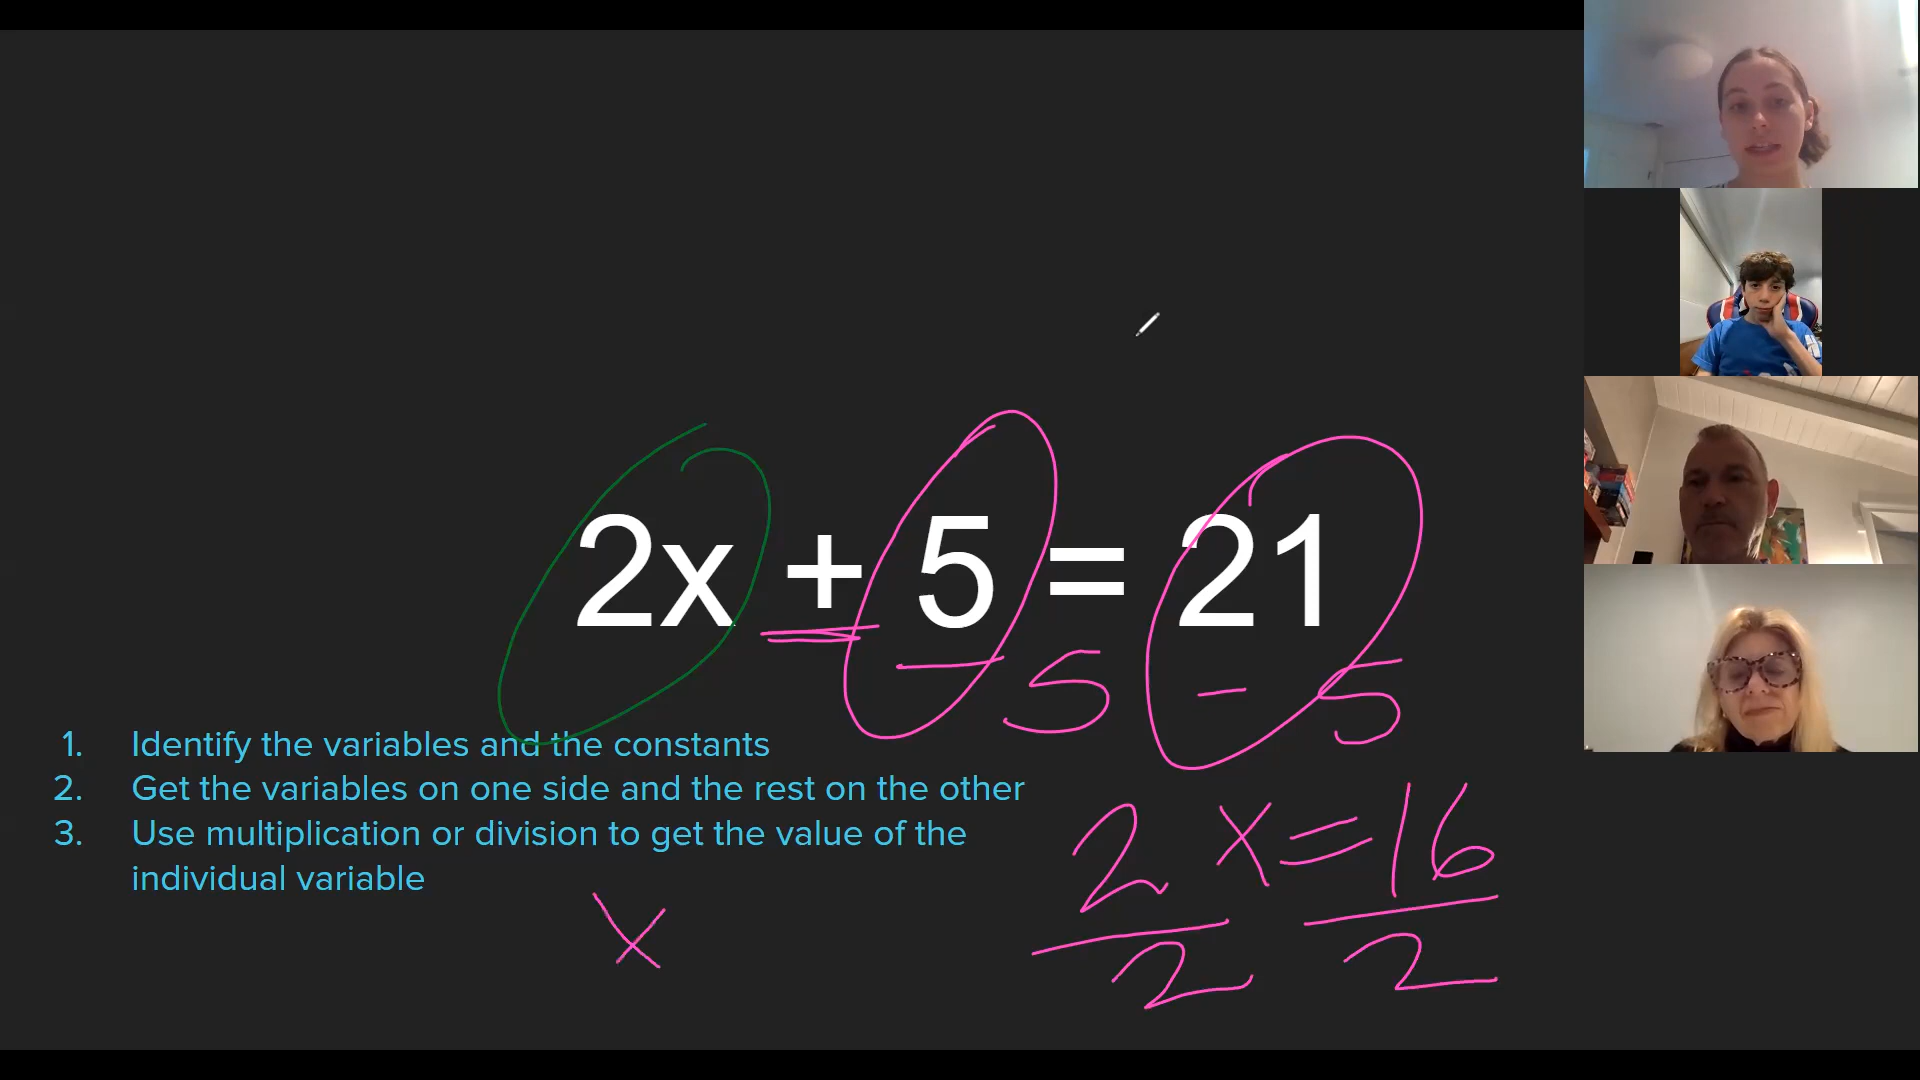 2x + 5 = 21
- 5 - 5
1. Identify the variables and the constants
2. Get the variables on one side and the rest on the other
3. Use multiplication or division to get the value of the
individual variable
2x=16
2 2
x